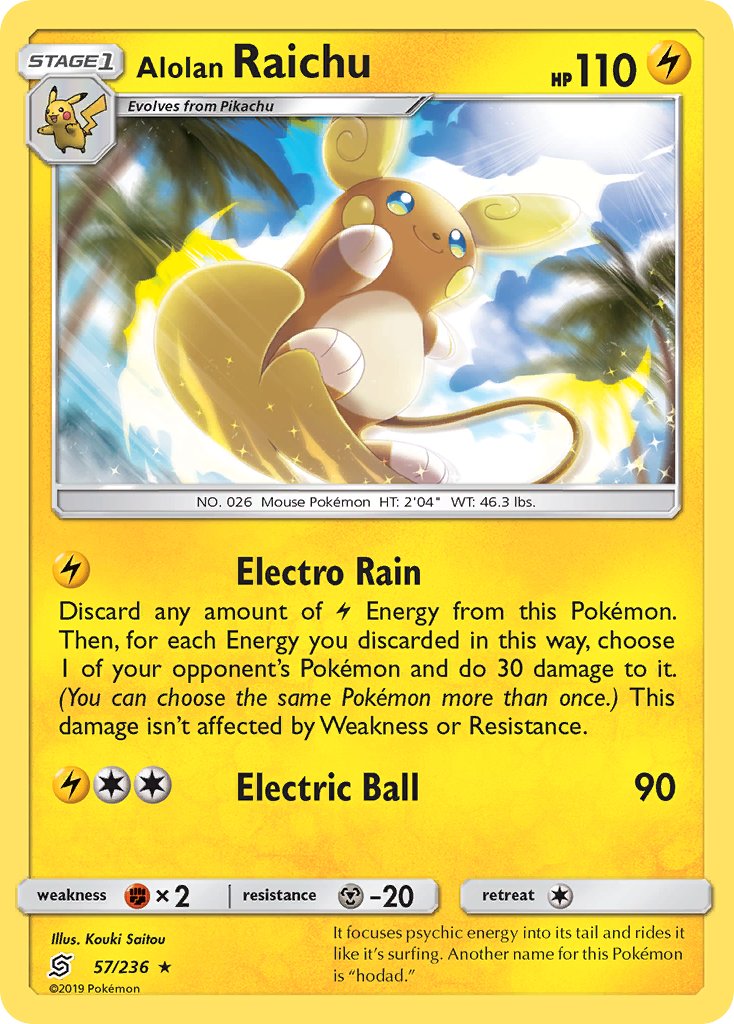 STAGE 1
Alolan Raichu
HP 110
Evolves from Pikachu
NO. 026 Mouse Pokémon HT: 2'04" WT: 46.3 lbs.
Electro Rain
Discard any amount of Energy from this Pokémon.
Then, for each Energy you discarded in this way, choose
1 of your opponent's Pokémon and do 30 damage to it.
(You can choose the same Pokémon more than once.) This
damage isn't affected by Weakness or Resistance.
Electric Ball 90
weakness ×2 resistance -20 retreat
Illus. Kouki Saitou
57/236 ★
©2019 Pokémon
It focuses psychic energy into its tail and rides it
like it's surfing. Another name for this Pokémon
is "hodad."